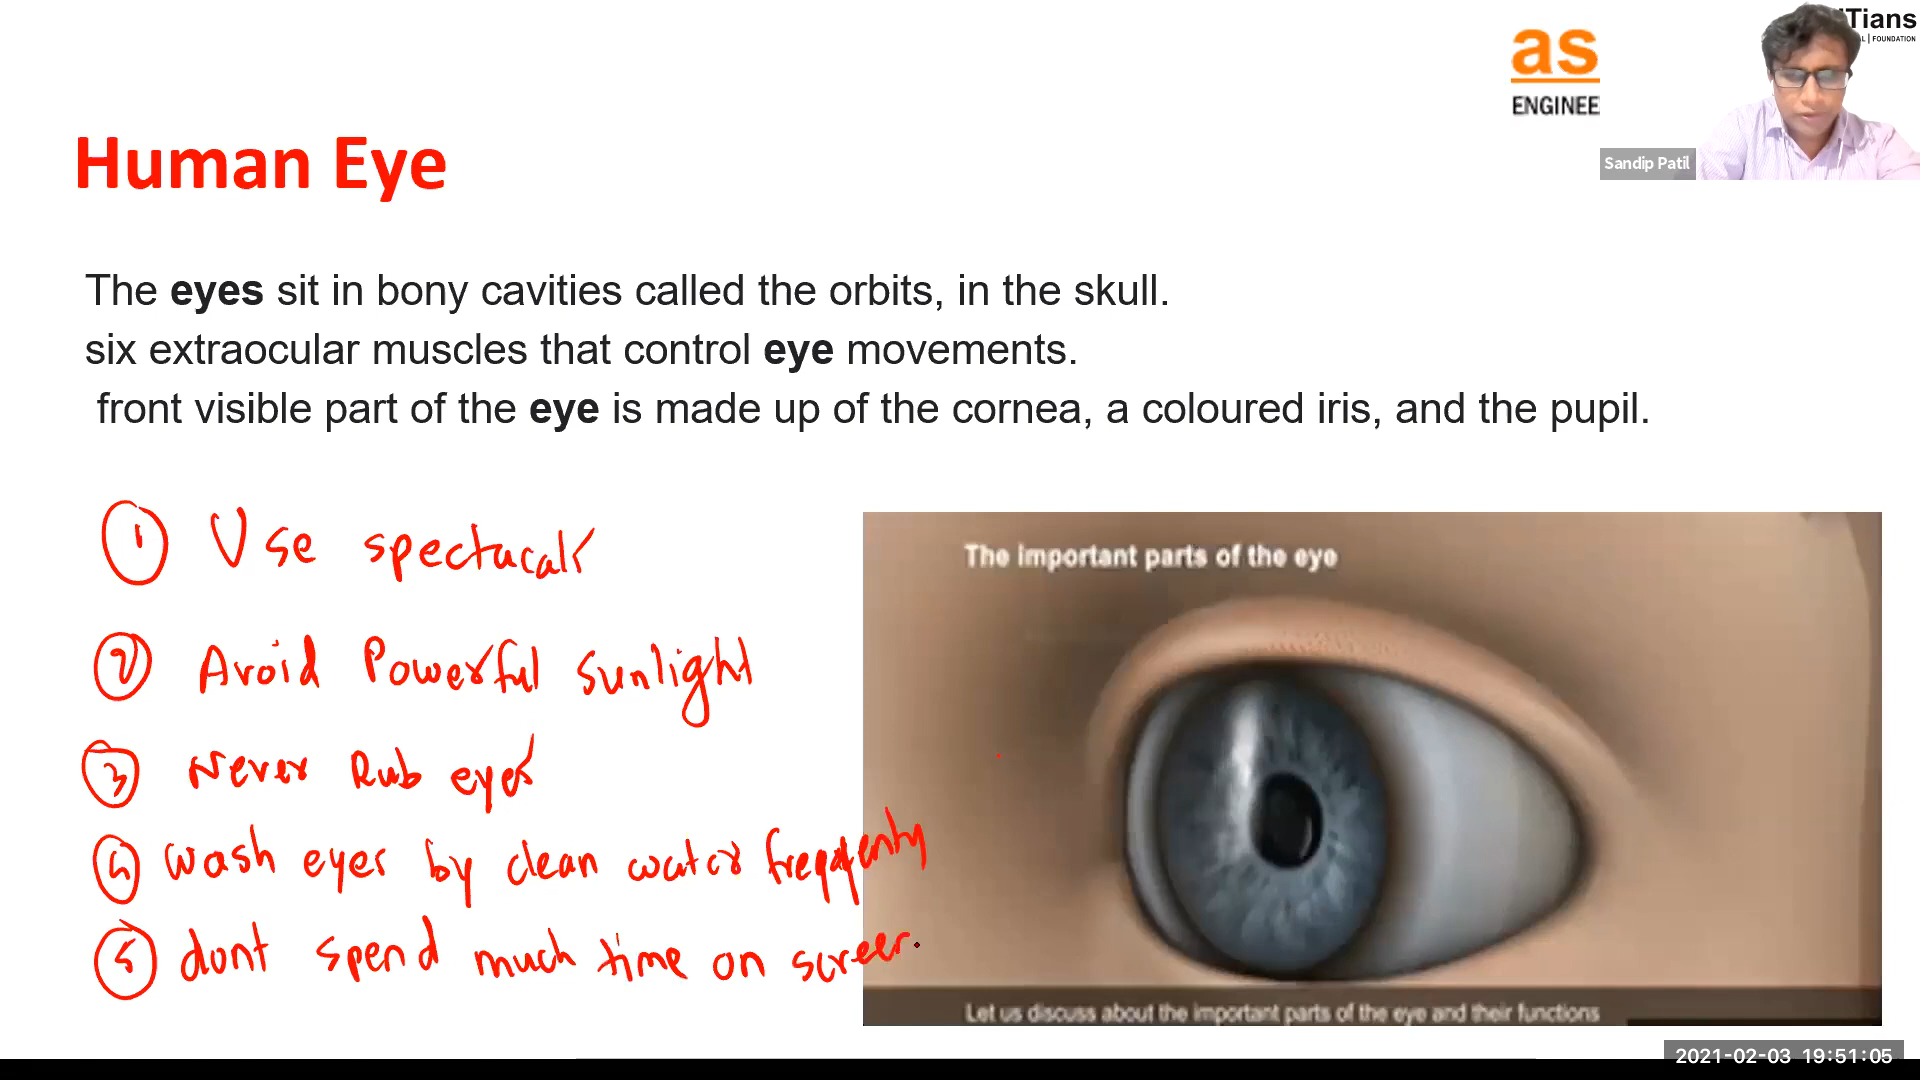 as
ENGINEE
Tians
L | FOUNDATION
Sandip Patil
Human Eye
The eyes sit in bony cavities called the orbits, in the skull.
six extraocular muscles that control eye movements.
front visible part of the eye is made up of the cornea, a coloured iris, and the pupil.
1 Use
2 Avoid Powerful sunlight
3 Never Rub eyes
4 wash eyes by clean water
5 dont spend much time on screen
The important parts of the eye
Let us discuss about the important parts of the eye and their functions
2021-02-03 19:51:05